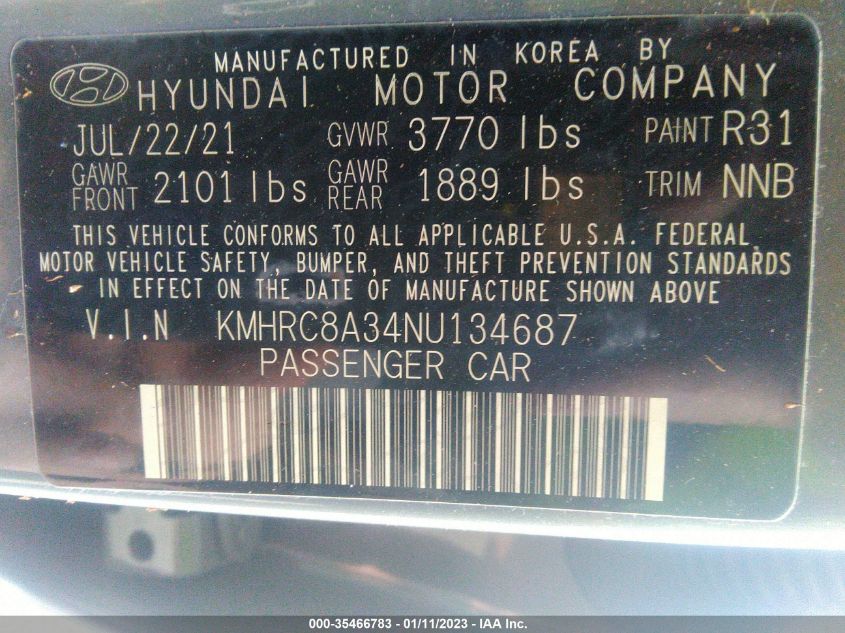 MANUFACTURED IN KOREA BY
HYUNDAI MOTOR COMPANY
JUL/22/21 GVWR 3770 lbs PAINT R31
GAWR FRONT 2101 lbs GAWR REAR 1889 lbs TRIM NNB
THIS VEHICLE CONFORMS TO ALL APPLICABLE U.S.A. FEDERAL
MOTOR VEHICLE SAFETY, BUMPER, AND THEFT PREVENTION STANDARDS
IN EFFECT ON THE DATE OF MANUFACTURE SHOWN ABOVE
V.I.N KMHRC8A34NU134687
PASSENGER CAR
000-35466783 - 01/11/2023 - IAA Inc.